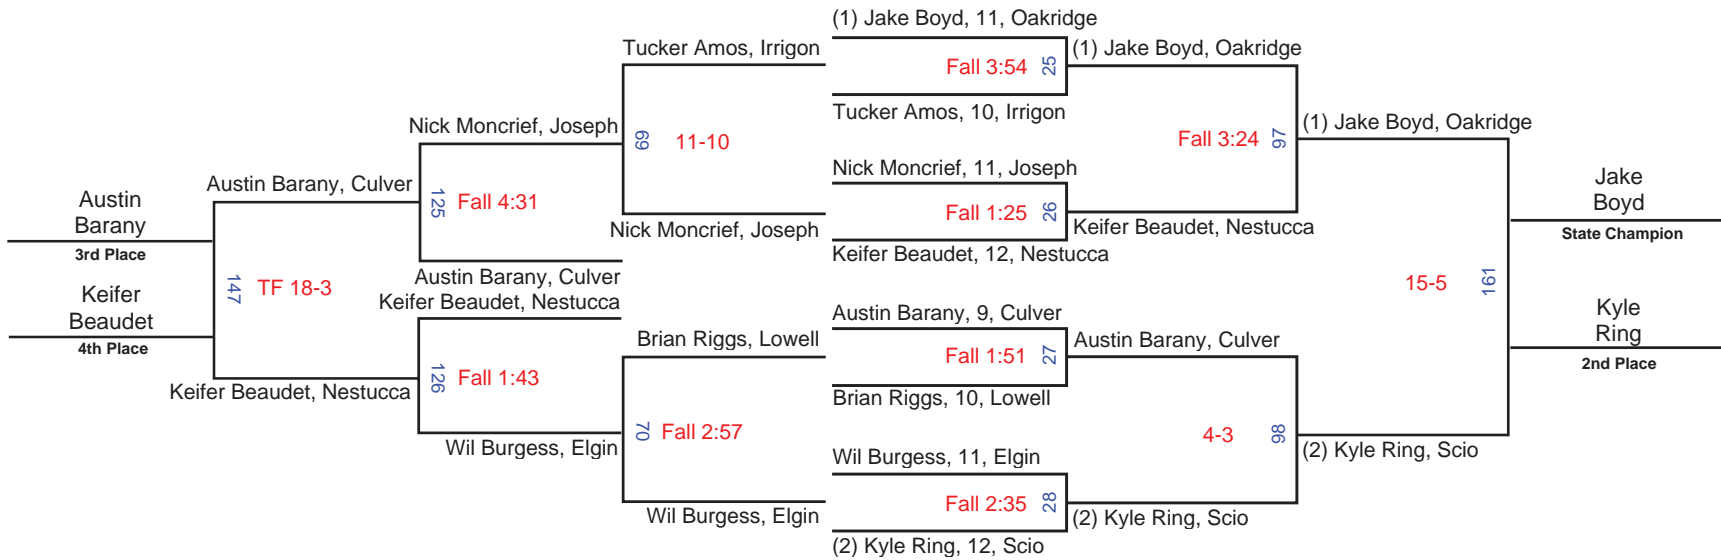 (1) Jake Boyd, 11, Oakridge
Tucker Amos, Irrigon
(1) Jake Boyd, Oakridge
Fall 3:54 25
Tucker Amos, 10, Irrigon
Nick Moncrief, Joseph
(1) Jake Boyd, Oakridge
69 11-10
Fall 3:24 97
Nick Moncrief, 11, Joseph
Austin Barany, Culver
Jake
Boyd
State Champion
Austin
Barany
3rd Place
125 Fall 4:31
Fall 1:25 26
Nick Moncrief, Joseph
Keifer Beaudet, Nestucca
Keifer Beaudet, 12, Nestucca
Austin Barany, Culver
147 TF 18-3
15-5 161
Keifer Beaudet, Nestucca
Keifer
Beaudet
4th Place
Austin Barany, 9, Culver
Kyle
Ring
2nd Place
Brian Riggs, Lowell
Fall 1:51 27
Austin Barany, Culver
126 Fall 1:43
Keifer Beaudet, Nestucca
Brian Riggs, 10, Lowell
70 Fall 2:57
4-3 98
Wil Burgess, Elgin
Wil Burgess, 11, Elgin
(2) Kyle Ring, Scio
Fall 2:35 28
Wil Burgess, Elgin
(2) Kyle Ring, Scio
(2) Kyle Ring, 12, Scio